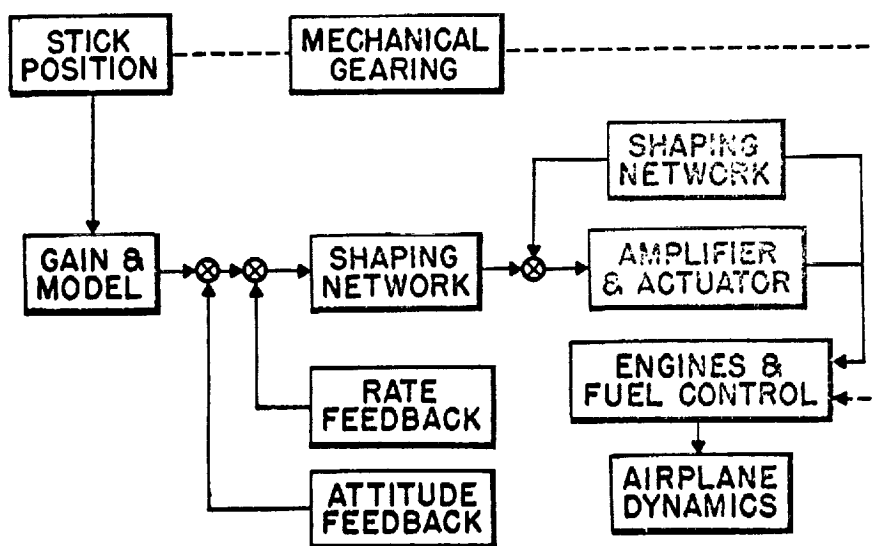 STICK
POSITION
MECHANICAL
GEARING
SHAPING
NETWORK
GAIN &
MODEL
SHAPING
NETWORK
AMPLIFIER
& ACTUATOR
RATE
FEEDBACK
ENGINES &
FUEL CONTROL
ATTITUDE
FEEDBACK
AIRPLANE
DYNAMICS